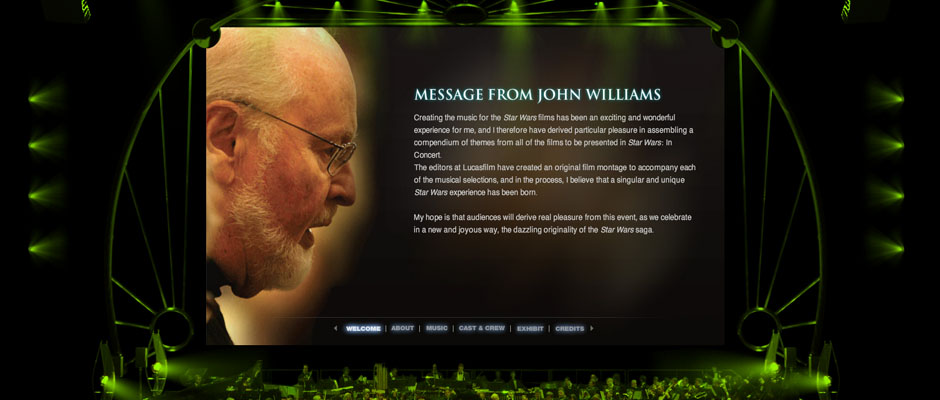 MESSAGE FROM JOHN WILLIAMS
Creating the music for the Star Wars films has been an exciting and wonderful
experience for me, and I therefore have derived particular pleasure in assembling a
compendium of themes from all of the films to be presented in Star Wars: In
Concert.
The editors at Lucasfilm have created an original film montage to accompany each
of the musical selections, and in the process, I believe that a singular and unique
Star Wars experience has been born.
My hope is that audiences will derive real pleasure from this event, as we celebrate
in a new and joyous way, the dazzling originality of the Star Wars saga.
WELCOME | ABOUT | MUSIC | CAST & CREW | EXHIBIT | CREDITS